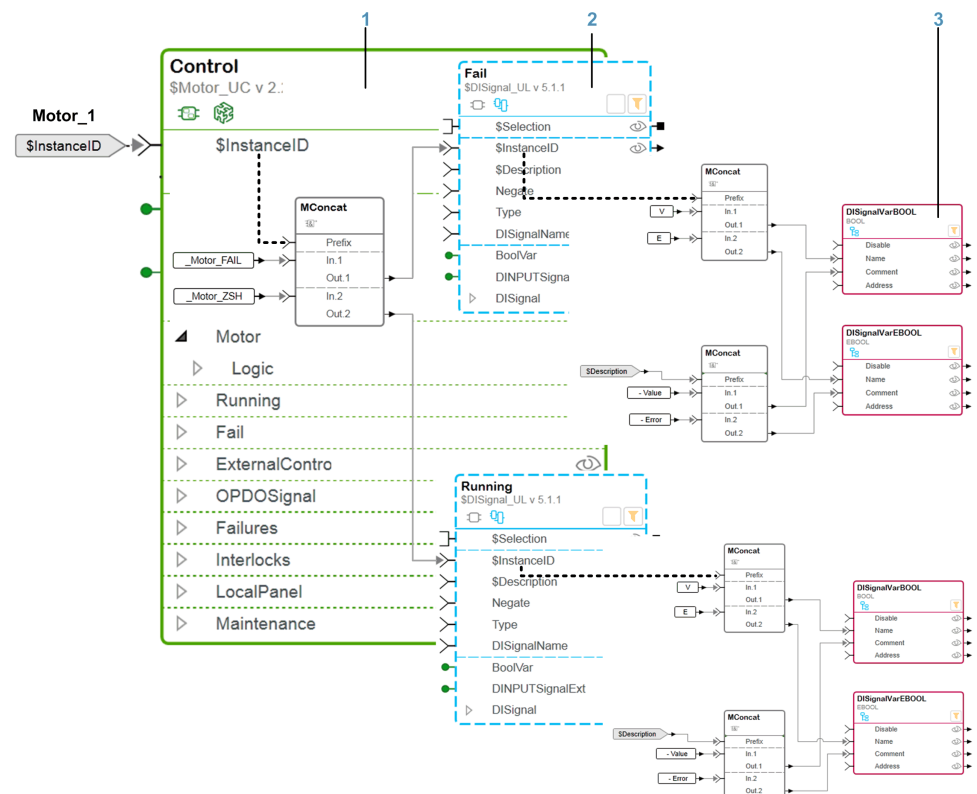 1
2
3
Control
$Motor_UC v 2.
Motor_1
$InstanceID
$InstanceID
MConcat
Prefix
_Motor_FAIL
In.1
Out.1
_Motor_ZSH
In.2
Out.2
Motor
Logic
Running
Fail
ExternalContro
OPDOSignal
Failures
Interlocks
LocalPanel
Maintenance
Fail
$DISignal_UL v 5.1.1
$Selection
$InstanceID
$Description
Negate
Type
DISignalName
BoolVar
DINPUTSigna
DISignal
MConcat
Prefix
V
In.1
Out.1
E
In.2
Out.2
DISignalVarBOOL
BOOL
Disable
Name
Comment
Address
MConcat
$Description
Prefix
- Value
In.1
Out.1
- Error
In.2
Out.2
DISignalVarEBOOL
EBOOL
Disable
Name
Comment
Address
Running
$DISignal_UL v 5.1.1
$Selection
$InstanceID
$Description
Negate
Type
DISignalName
BoolVar
DINPUTSignalExt
DISignal
MConcat
Prefix
V
In.1
Out.1
E
In.2
Out.2
DISignalVarBOOL
BOOL
Disable
Name
Comment
Address
MConcat
$Description
Prefix
- Value
In.1
Out.1
- Error
In.2
Out.2
DISignalVarEBOOL
EBOOL
Disable
Name
Comment
Address